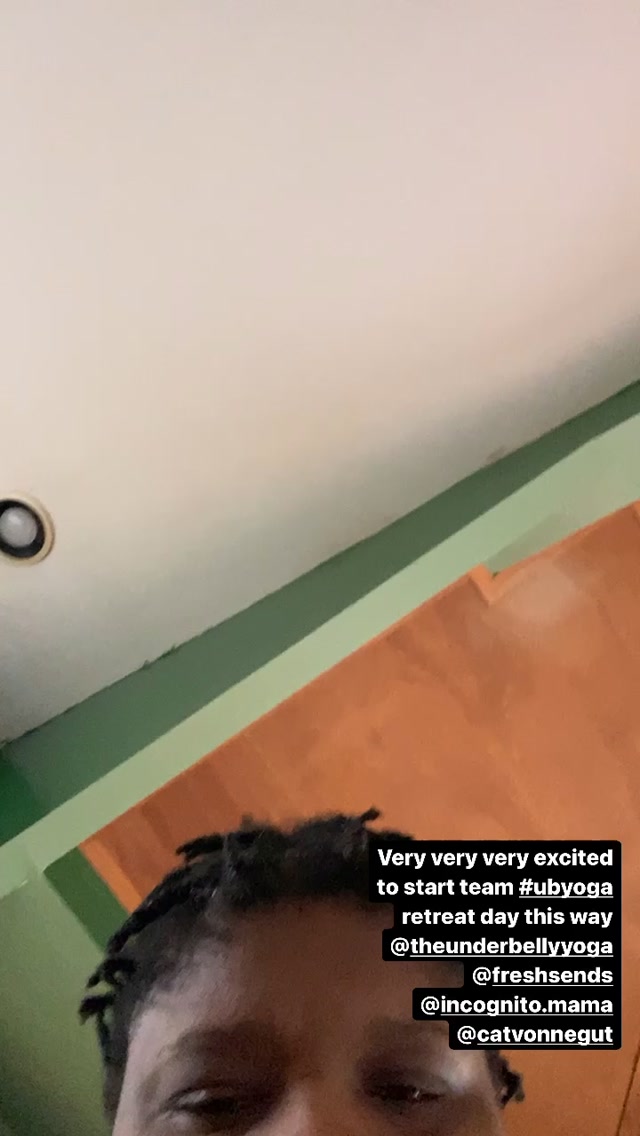 Very very very excited
to start team #ubyoga
retreat day this way
@theunderbellyyoga
@freshsends
@incognito.mama
@catvonnegut